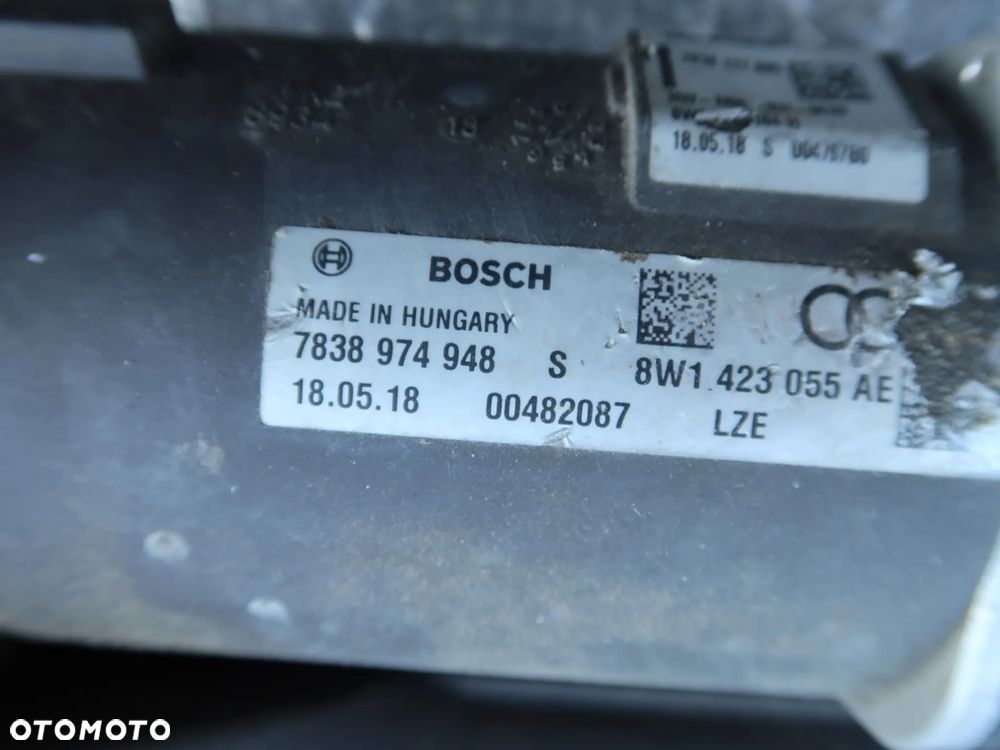 18.05.18 S 00478780
BOSCH
MADE IN HUNGARY
7838 974 948 S 8W1 423 055 AE
18.05.18 00482087 LZE
OTOMOTO